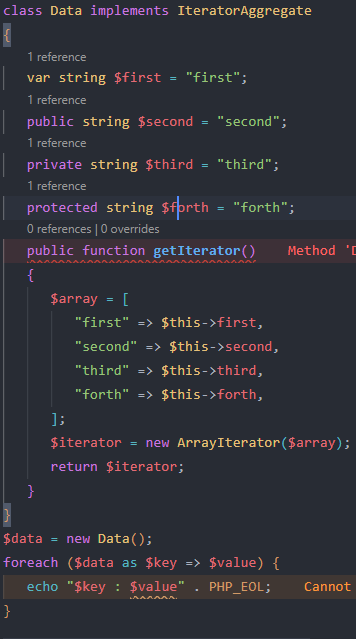 class Data implements IteratorAggregate
{
1 reference
var string $first = "first";
1 reference
public string $second = "second";
1 reference
private string $third = "third";
1 reference
protected string $forth = "forth";
0 references | 0 overrides
public function getIterator() Method 'D
{
$array = [
"first" => $this->first,
"second" => $this->second,
"third" => $this->third,
"forth" => $this->forth,
];
$iterator = new ArrayIterator($array);
return $iterator;
}
}
$data = new Data();
foreach ($data as $key => $value) {
echo "$key : $value" . PHP_EOL; Cannot
}